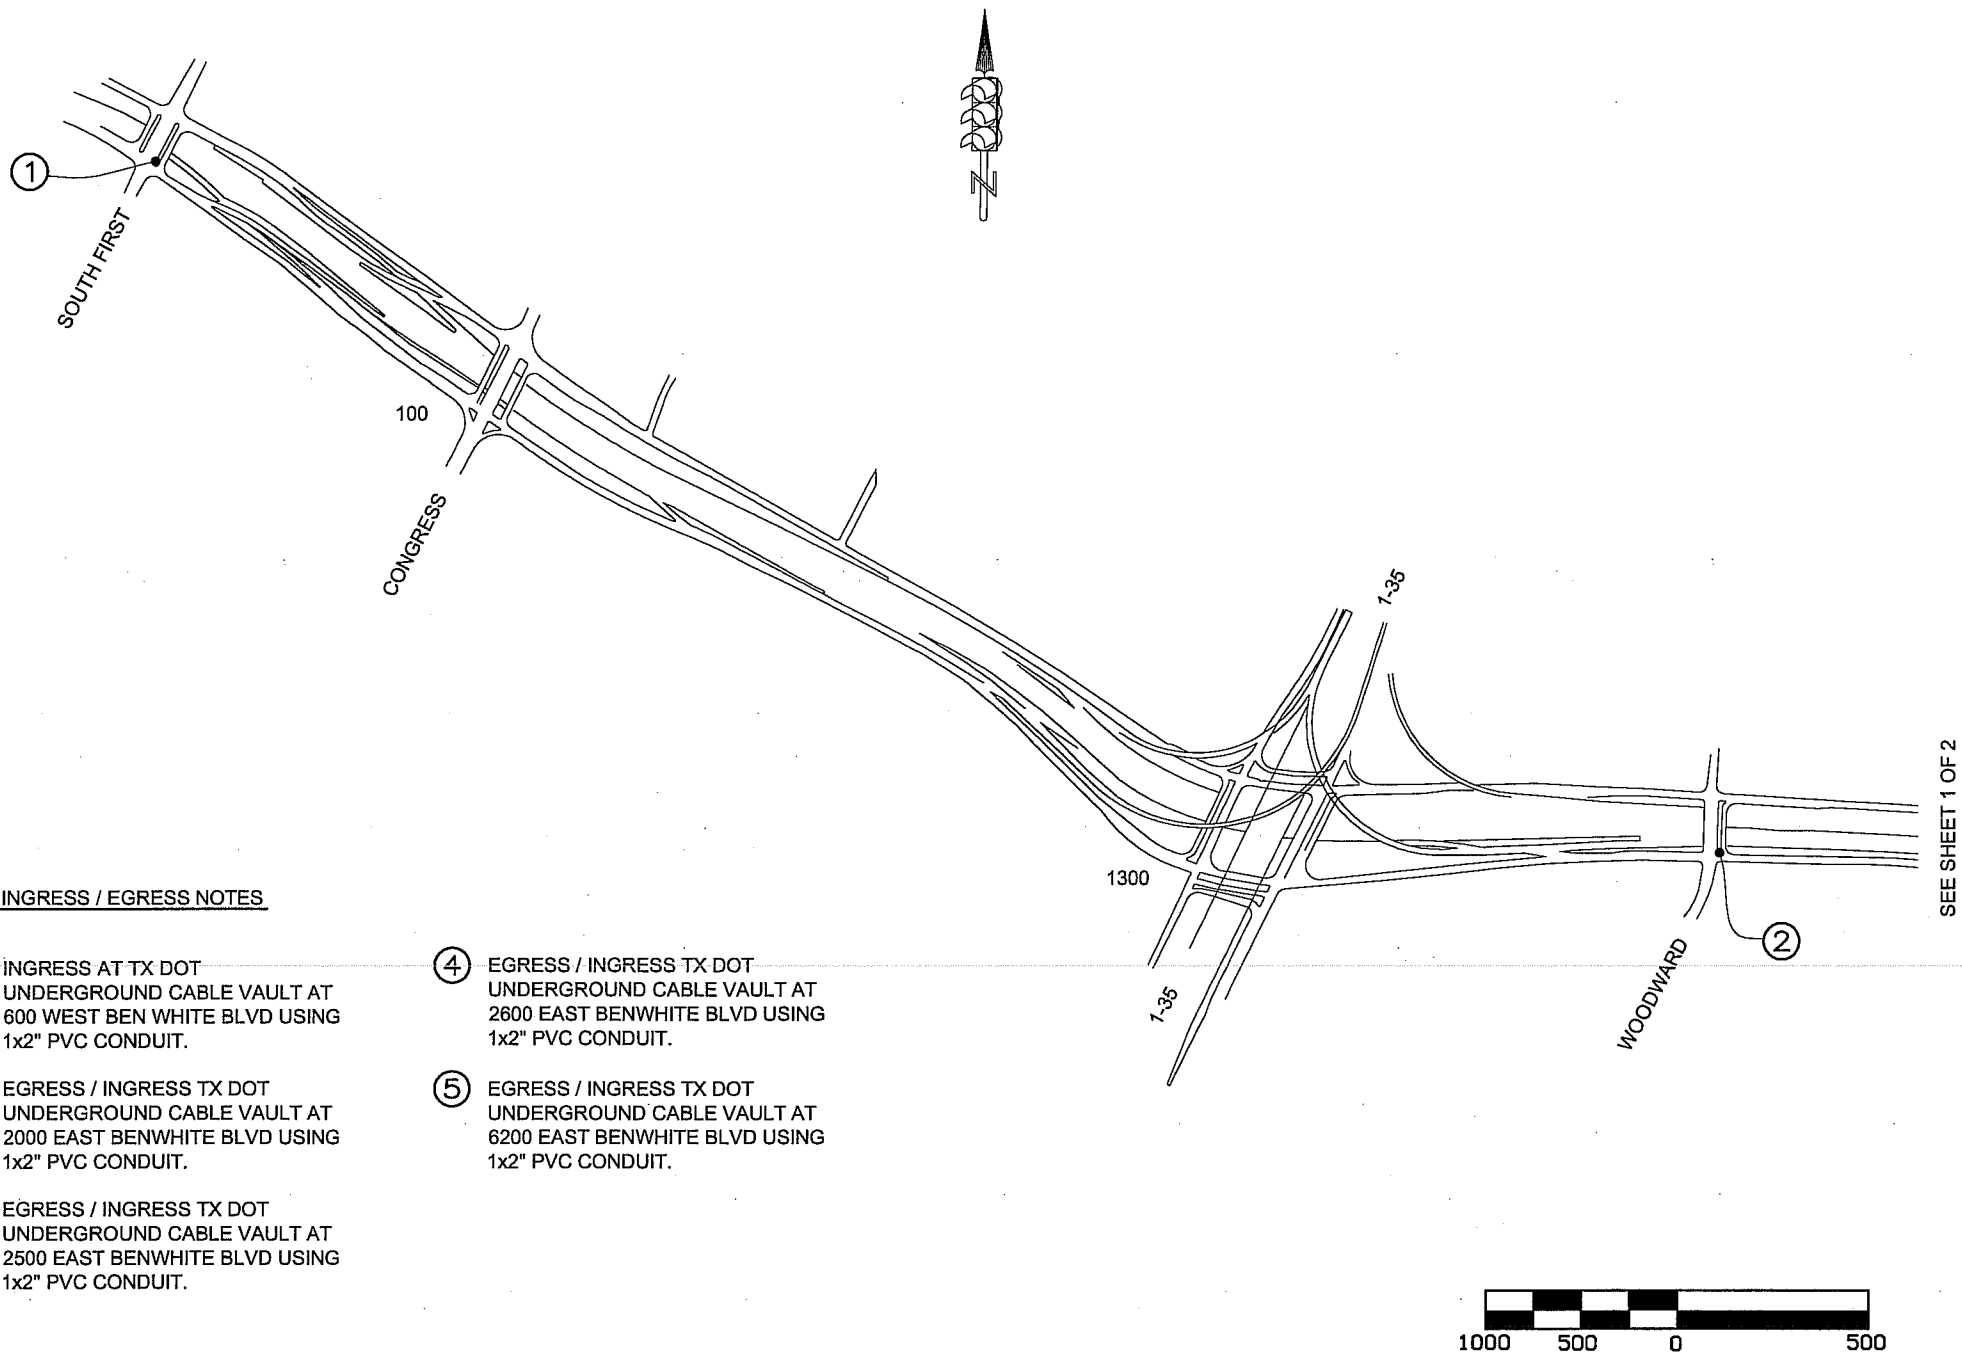 N
1
SOUTH FIRST
100
CONGRESS
1-35
SEE SHEET 1 OF 2
1300
1-35
WOODWARD
2
INGRESS / EGRESS NOTES
INGRESS AT TX DOT
UNDERGROUND CABLE VAULT AT
600 WEST BEN WHITE BLVD USING
1x2" PVC CONDUIT.
EGRESS / INGRESS TX DOT
UNDERGROUND CABLE VAULT AT
2000 EAST BENWHITE BLVD USING
1x2" PVC CONDUIT.
EGRESS / INGRESS TX DOT
UNDERGROUND CABLE VAULT AT
2500 EAST BENWHITE BLVD USING
1x2" PVC CONDUIT.
4 EGRESS / INGRESS TX DOT
UNDERGROUND CABLE VAULT AT
2600 EAST BENWHITE BLVD USING
1x2" PVC CONDUIT.
5 EGRESS / INGRESS TX DOT
UNDERGROUND CABLE VAULT AT
6200 EAST BENWHITE BLVD USING
1x2" PVC CONDUIT.
1000 500 0 500